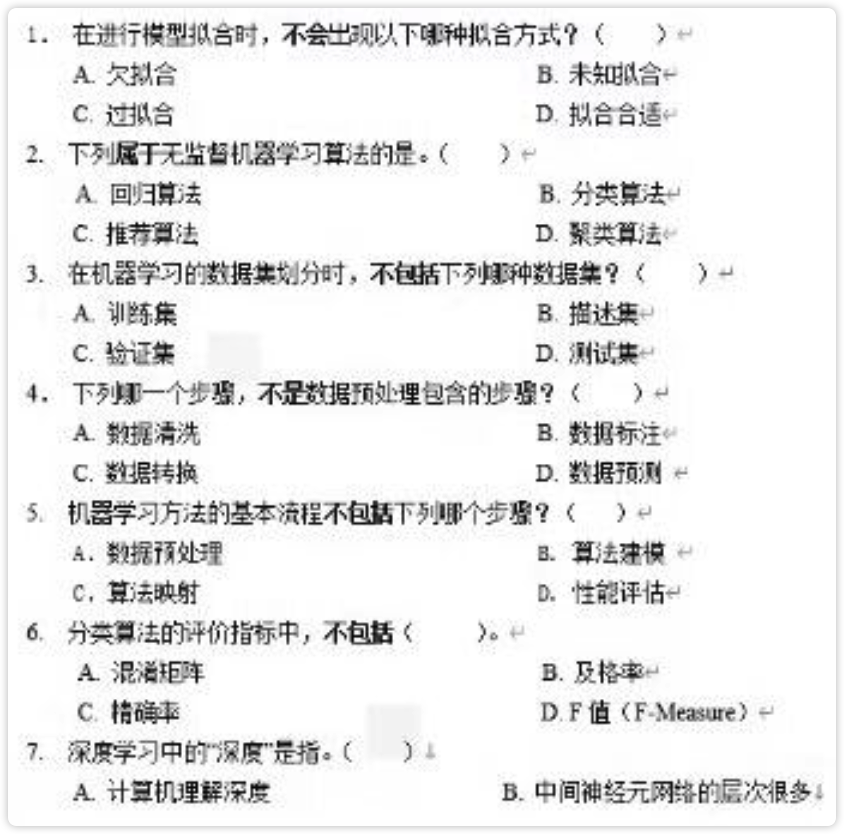 1. 在进行模型拟合时，不会出现以下哪种拟合方式？（　　）↵
A. 欠拟合　　B. 未知拟合↵
C. 过拟合　　D. 拟合合适↵
2. 下列属于无监督机器学习算法的是。（　　）↵
A. 回归算法　　B. 分类算法↵
C. 推荐算法　　D. 聚类算法↵
3. 在机器学习的数据集划分时，不包括下列哪种数据集？（　　）↵
A. 训练集　　B. 描述集↵
C. 验证集　　D. 测试集↵
4. 下列哪一个步骤，不是数据预处理包含的步骤？（　　）↵
A. 数据清洗　　B. 数据标注↵
C. 数据转换　　D. 数据预测 ↵
5. 机器学习方法的基本流程不包括下列哪个步骤？（　　）↵
A. 数据预处理　　B. 算法建模 ↵
C. 算法映射　　D. 性能评估↵
6. 分类算法的评价指标中，不包括（　　）。↵
A. 混淆矩阵　　B. 及格率↵
C. 精确率　　D. F 值（F-Measure）↵
7. 深度学习中的“深度”是指。（　　）↓
A. 计算机理解深度　　B. 中间神经元网络的层次很多↓